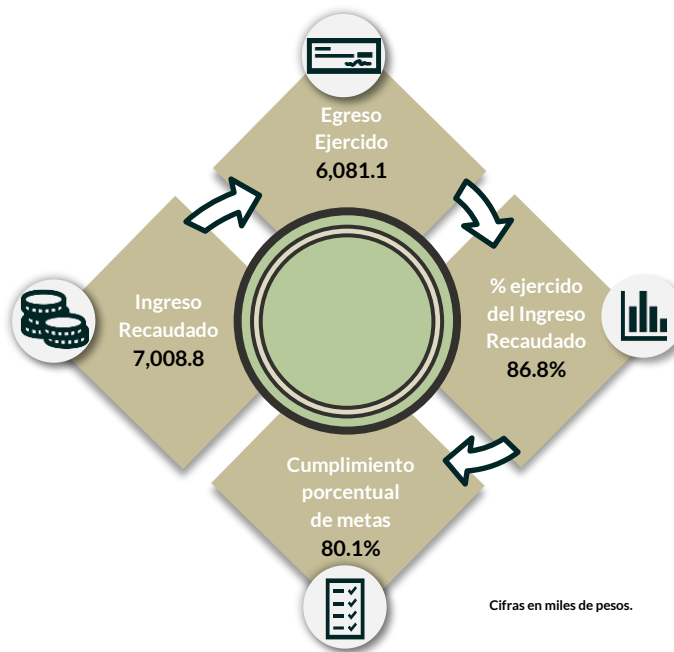 Egreso
Ejercido
6,081.1
Ingreso
Recaudado
7,008.8
% ejercido
del Ingreso
Recaudado
86.8%
Cumplimiento
porcentual
de metas
80.1%
Cifras en miles de pesos.